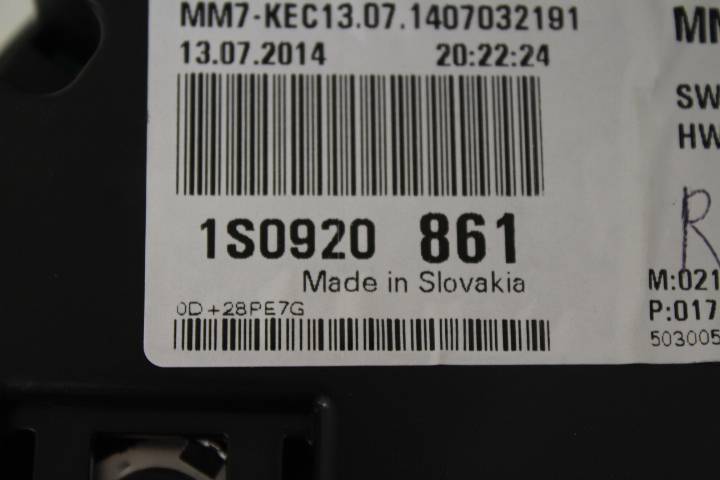 MM7-KEC13.07.1407032191
13.07.2014 20:22:24
1S0920 861
Made in Slovakia
0D+28PE7G
MM
SW
HW
R
M:021
P:017
503005